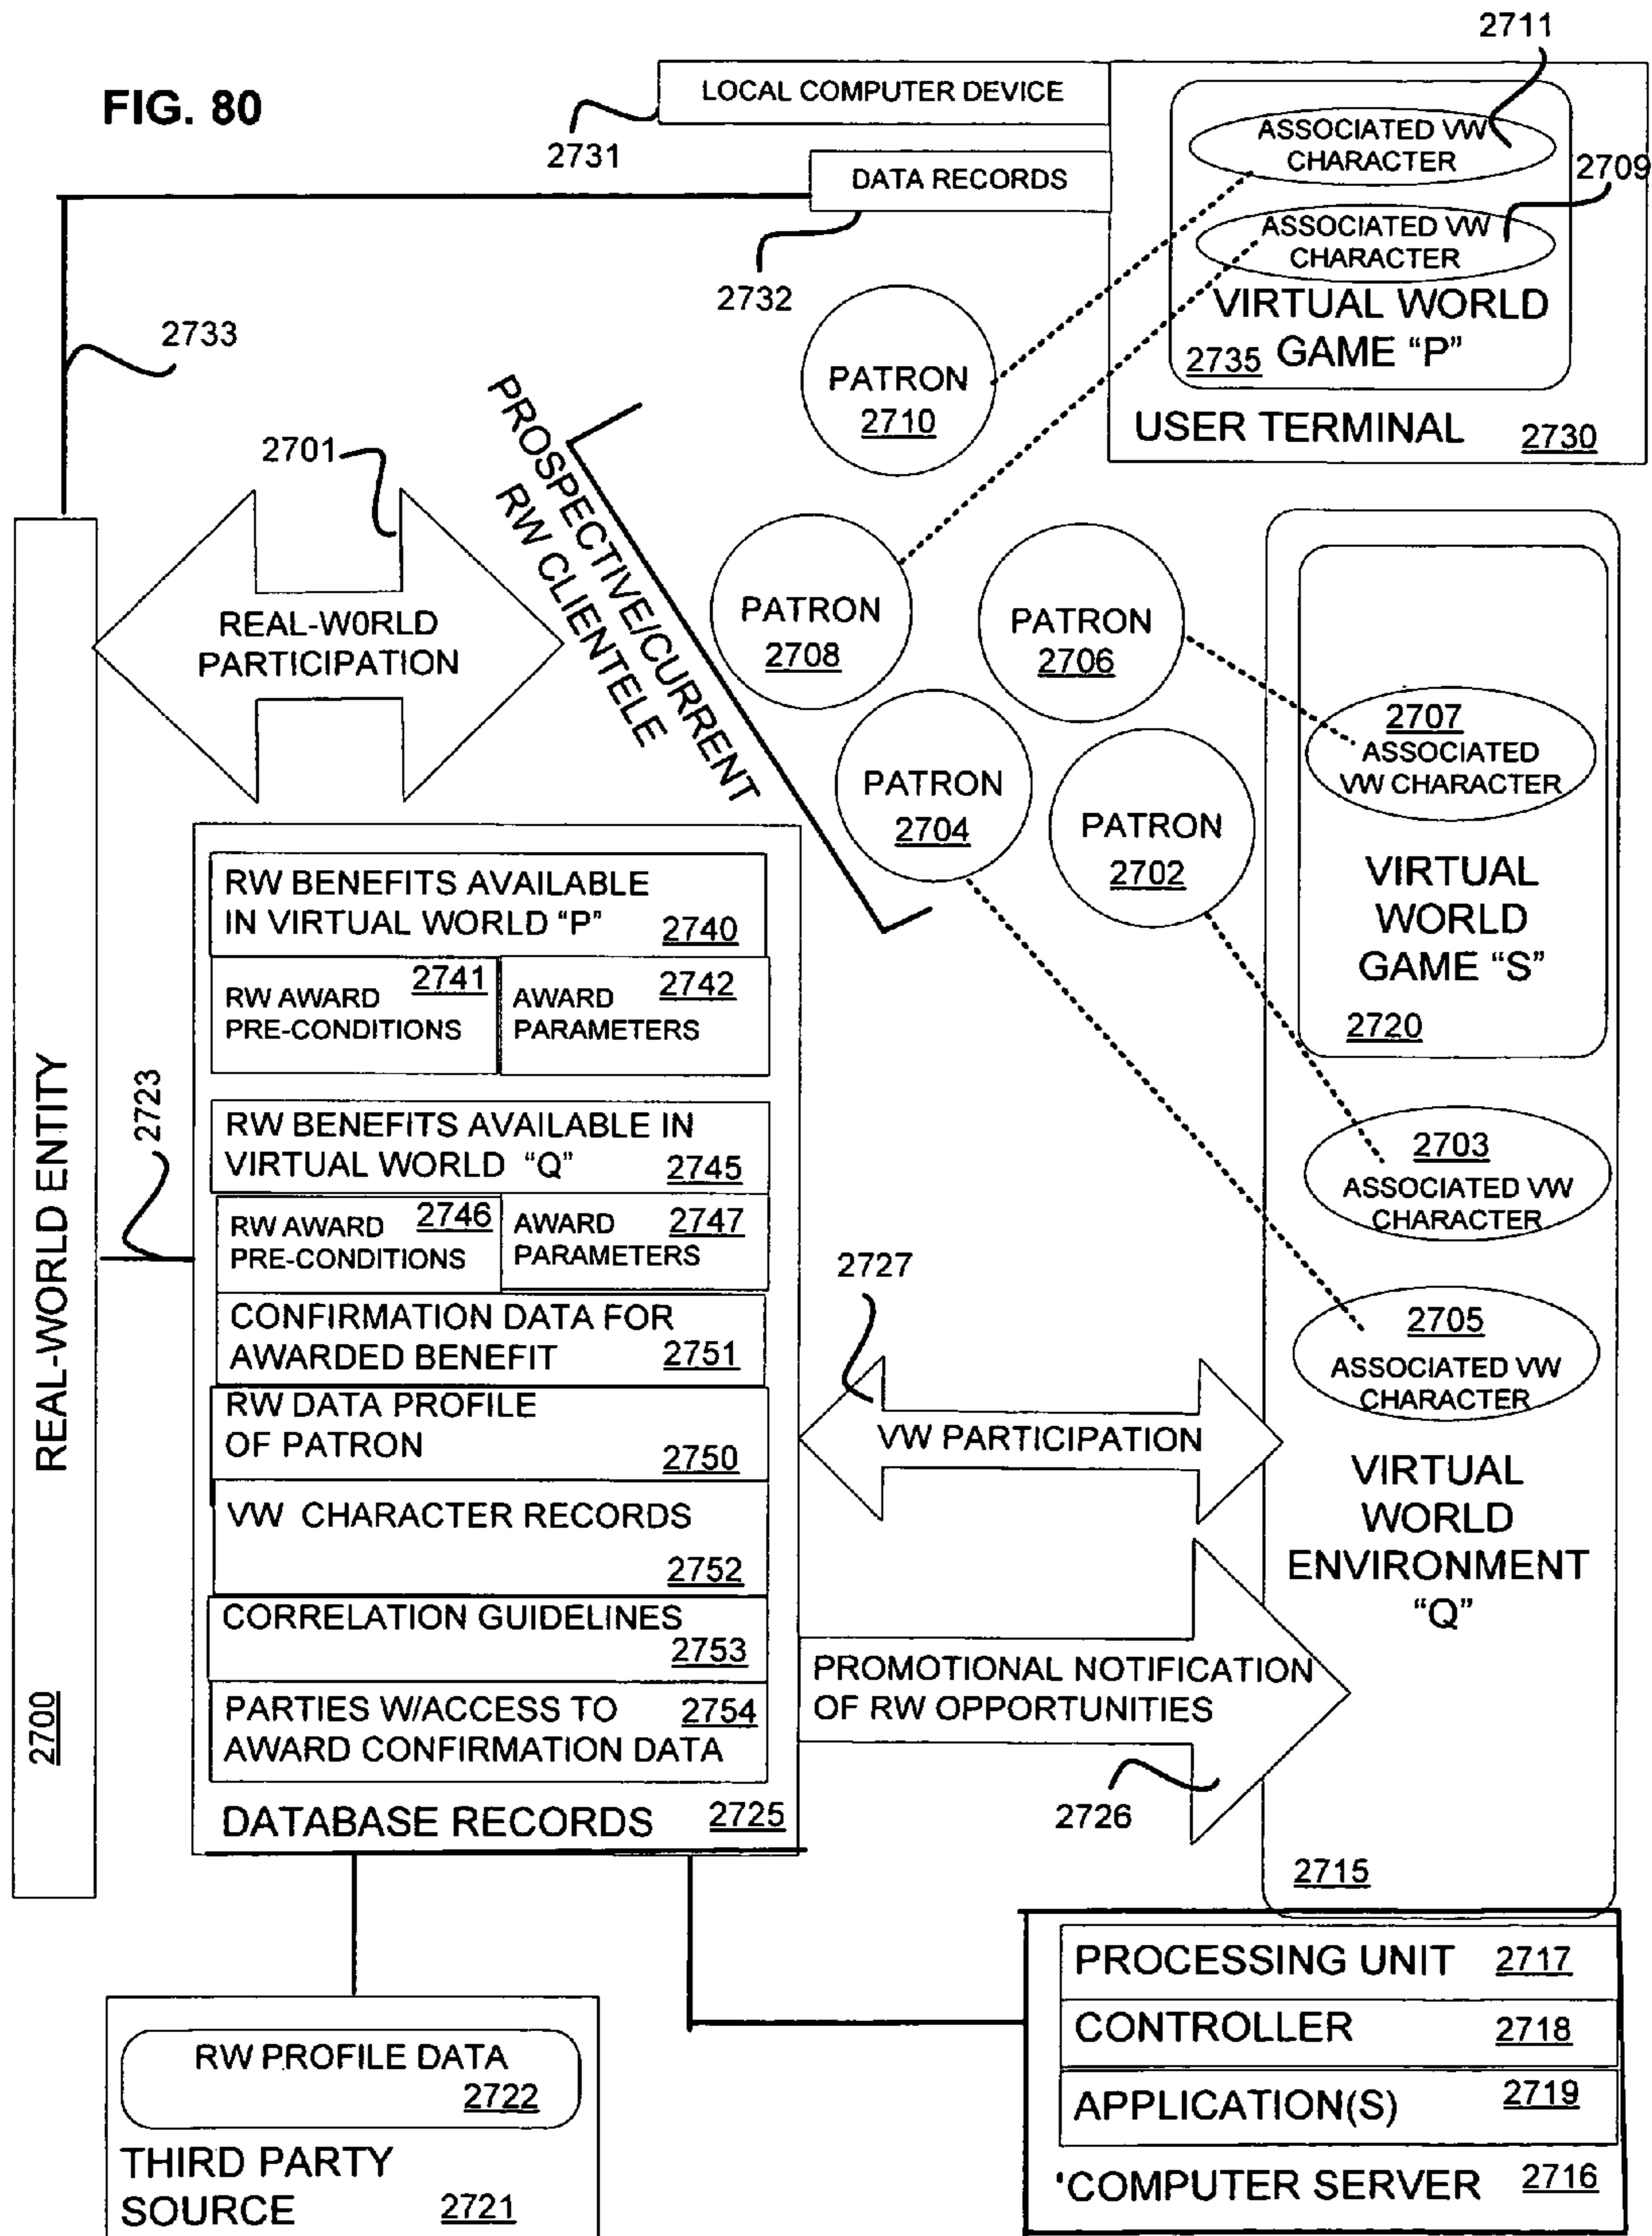 FIG. 80
2711
LOCAL COMPUTER DEVICE
2731
ASSOCIATED VW
CHARACTER
2709
DATA RECORDS
2732
ASSOCIATED VW
CHARACTER
VIRTUAL WORLD
GAME “P”
2735
USER TERMINAL 2730
2733
PATRON
2710
2701
PROSPECTIVE/CURRENT
RW CLIENTELE
REAL-WORLD
PARTICIPATION
PATRON
2708
PATRON
2706
PATRON
2704
PATRON
2702
2707
ASSOCIATED
VW CHARACTER
VIRTUAL
WORLD
GAME “S”
2720
REAL-WORLD ENTITY
2700
2723
RW BENEFITS AVAILABLE
IN VIRTUAL WORLD “P” 2740
RW AWARD 2741
PRE-CONDITIONS
AWARD 2742
PARAMETERS
RW BENEFITS AVAILABLE IN
VIRTUAL WORLD “Q” 2745
RW AWARD 2746
PRE-CONDITIONS
AWARD 2747
PARAMETERS
CONFIRMATION DATA FOR
AWARDED BENEFIT 2751
RW DATA PROFILE
OF PATRON 2750
VW CHARACTER RECORDS
2752
CORRELATION GUIDELINES
2753
PARTIES W/ACCESS TO 2754
AWARD CONFIRMATION DATA
DATABASE RECORDS 2725
2703
ASSOCIATED VW
CHARACTER
2705
ASSOCIATED VW
CHARACTER
2727
VW PARTICIPATION
VIRTUAL
WORLD
ENVIRONMENT
“Q”
PROMOTIONAL NOTIFICATION
OF RW OPPORTUNITIES
2726
2715
RW PROFILE DATA
2722
THIRD PARTY
SOURCE 2721
PROCESSING UNIT 2717
CONTROLLER 2718
APPLICATION(S) 2719
'COMPUTER SERVER 2716